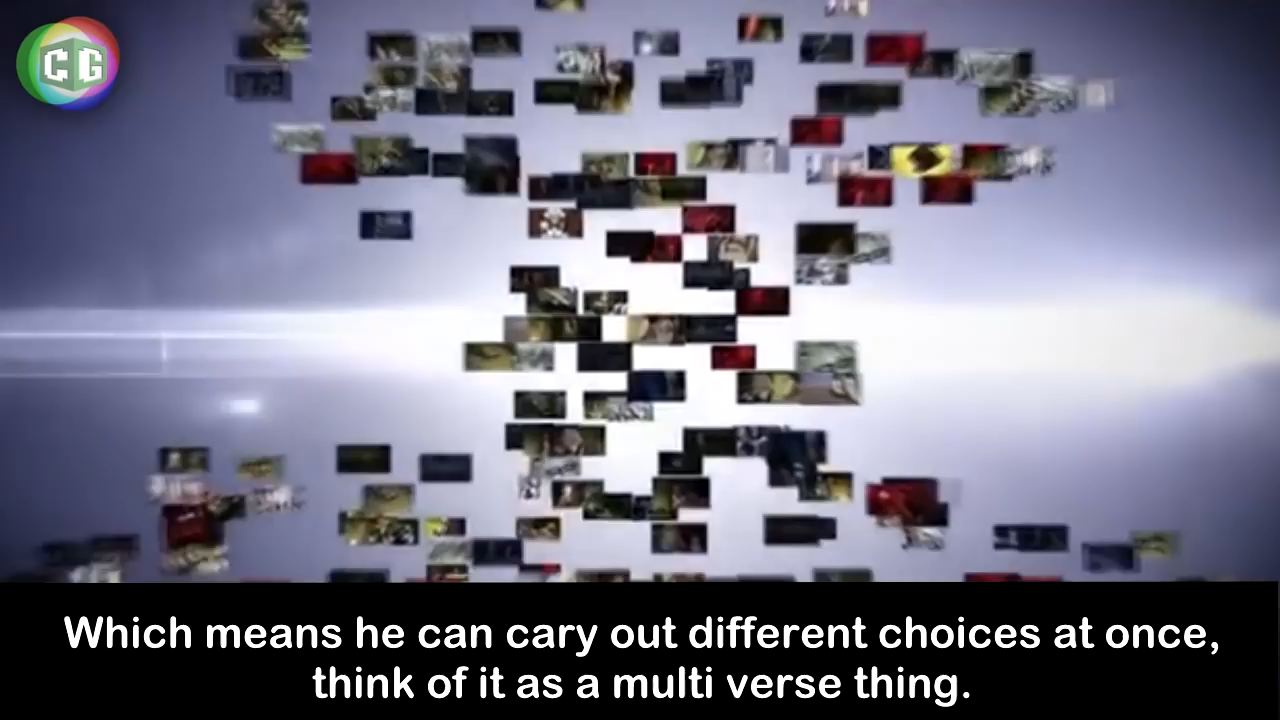 CG
Which means he can cary out different choices at once,
think of it as a multi verse thing.